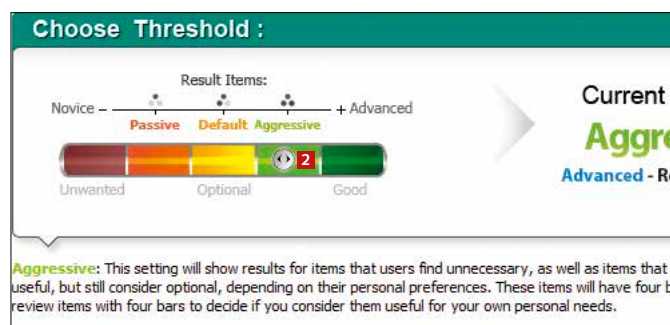 Choose Threshold :
Result Items:
Novice – + Advanced
Passive Default Aggressive
2
Unwanted Optional Good
Current
Advanced - 
Aggressive: This setting will show results for items that users find unnecessary, as well as items that
useful, but still consider optional, depending on their personal preferences. These items will have four
review items with four bars to decide if you consider them useful for your own personal needs.